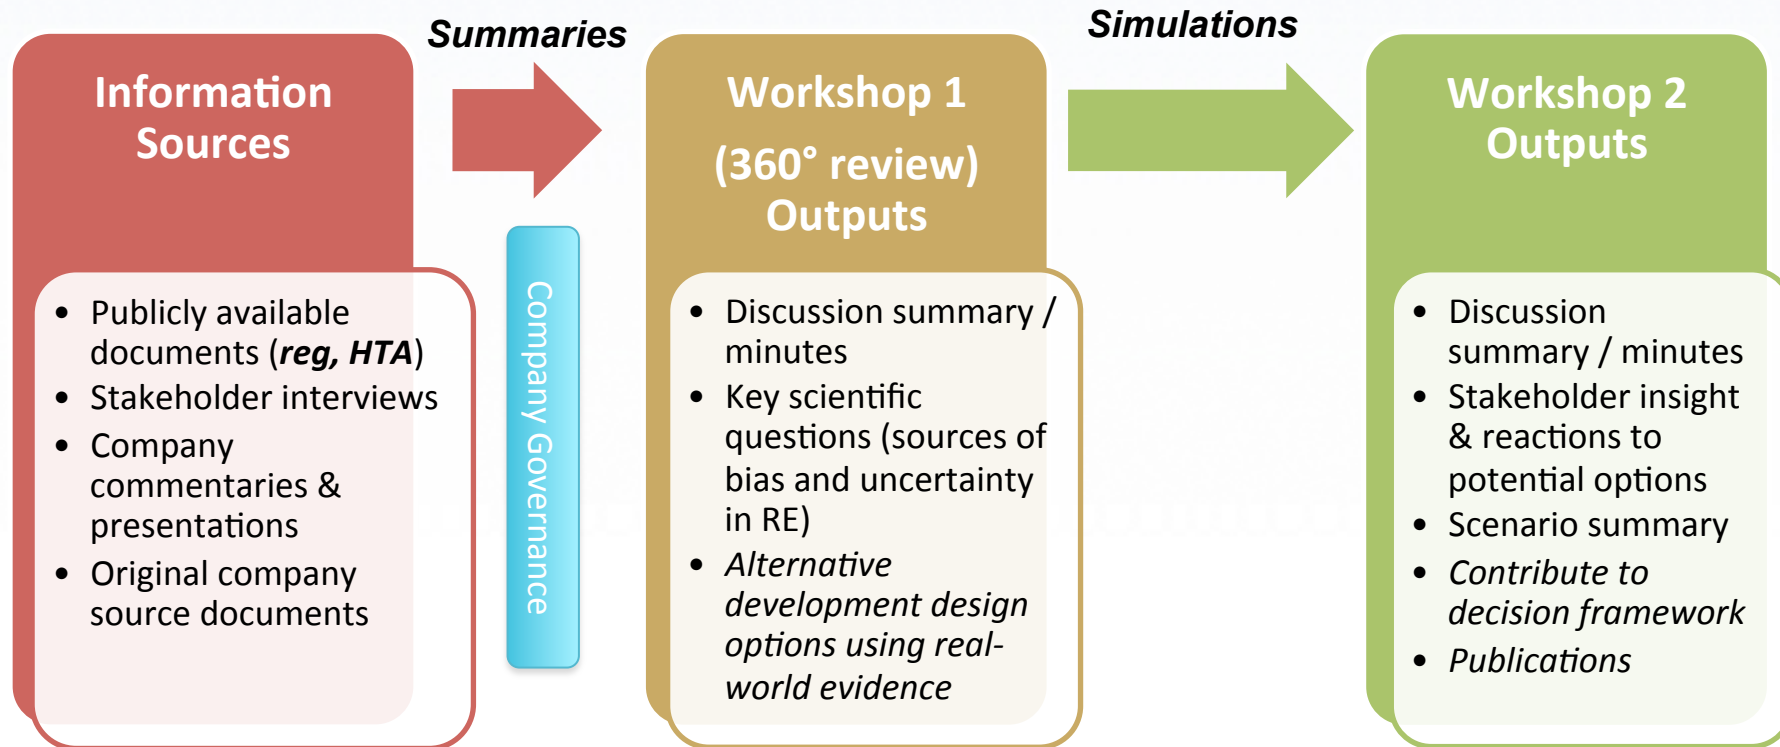 Summaries
Simulations
Information
Sources
• Publicly available
documents (reg, HTA)
• Stakeholder interviews
• Company
commentaries &
presentations
• Original company
source documents
Company Governance
Workshop 1
(360° review)
Outputs
• Discussion summary /
minutes
• Key scientific
questions (sources of
bias and uncertainty
in RE)
• Alternative
development design
options using real-
world evidence
Workshop 2
Outputs
• Discussion
summary / minutes
• Stakeholder insight
& reactions to
potential options
• Scenario summary
• Contribute to
decision framework
• Publications